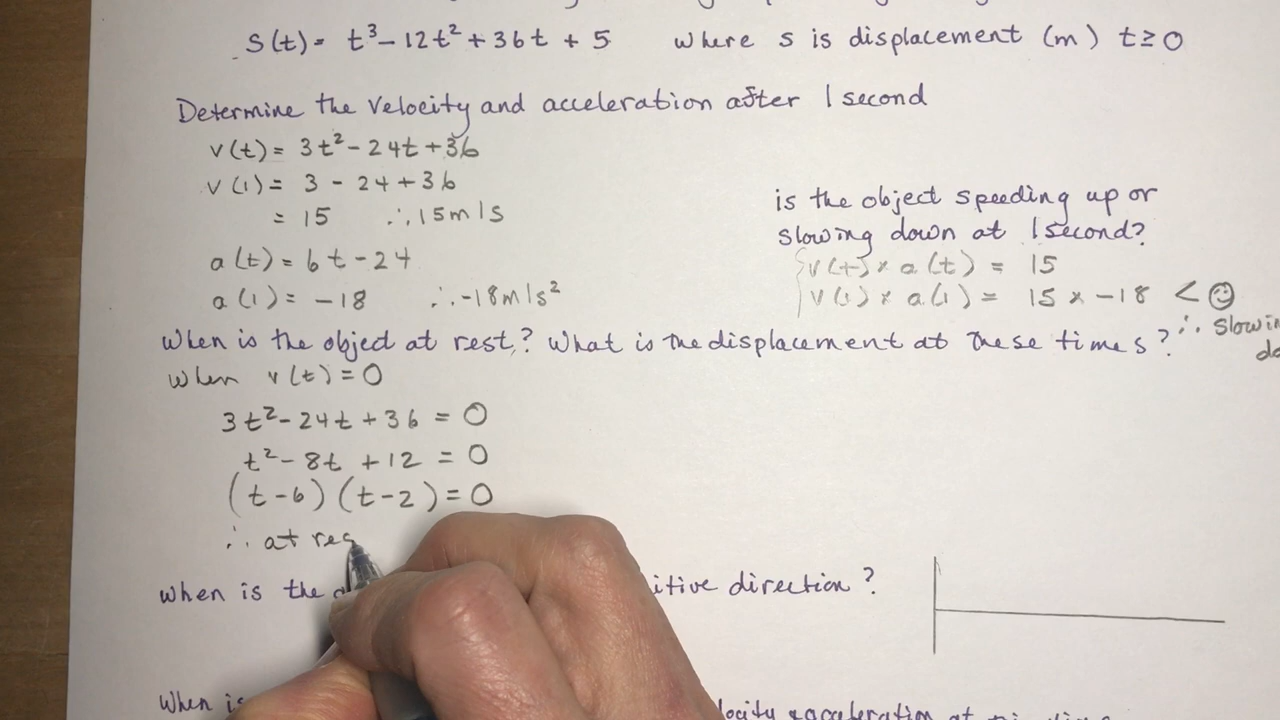 S(t) = t³ - 12t² + 36t + 5 where s is displacement (m) t ≥ 0
Determine the velocity and acceleration after 1 second
v(t) = 3t² - 24t + 36
v(1) = 3 - 24 + 36
= 15 ∴ 15 m/s
a(t) = 6t - 24
a(1) = -18 ∴ -18 m/s²
is the object speeding up or
slowing down at 1 second?
v(t) × a(t) = 15
v(1) × a(1) = 15 × -18 < 0
∴ slowin
do
When is the object at rest? What is the displacement at these times?
when v(t) = 0
3t² - 24t + 36 = 0
t² - 8t + 12 = 0
(t - 6)(t - 2) = 0
∴ at res
when is the itive direction?
When is locity acceleration at